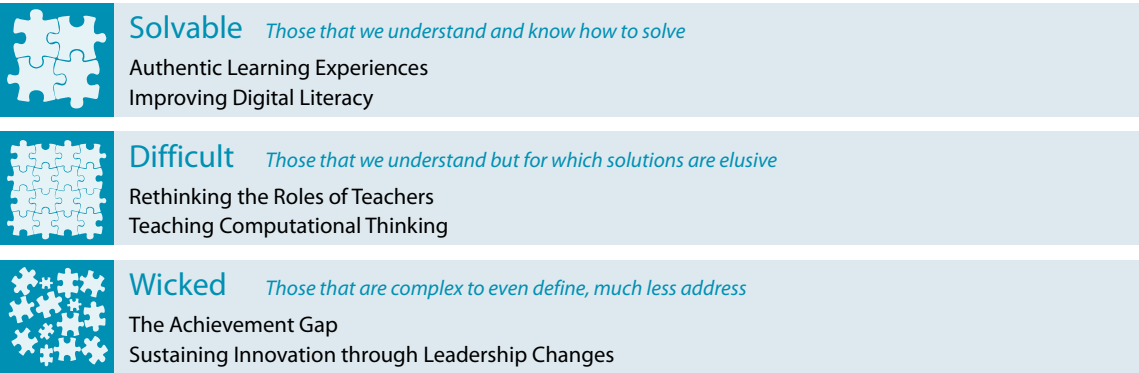 Solvable Those that we understand and know how to solve
Authentic Learning Experiences
Improving Digital Literacy
Difficult Those that we understand but for which solutions are elusive
Rethinking the Roles of Teachers
Teaching Computational Thinking
Wicked Those that are complex to even define, much less address
The Achievement Gap
Sustaining Innovation through Leadership Changes